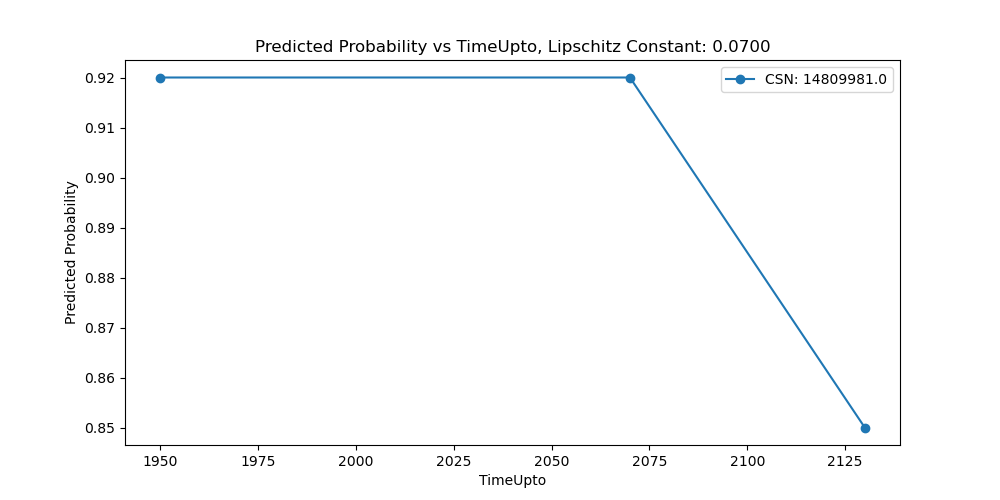 Predicted Probability vs TimeUpto, Lipschitz Constant: 0.0700
CSN: 14809981.0
Predicted Probability
0.92
0.91
0.90
0.89
0.88
0.87
0.86
0.85
1950 1975 2000 2025 2050 2075 2100 2125
TimeUpto